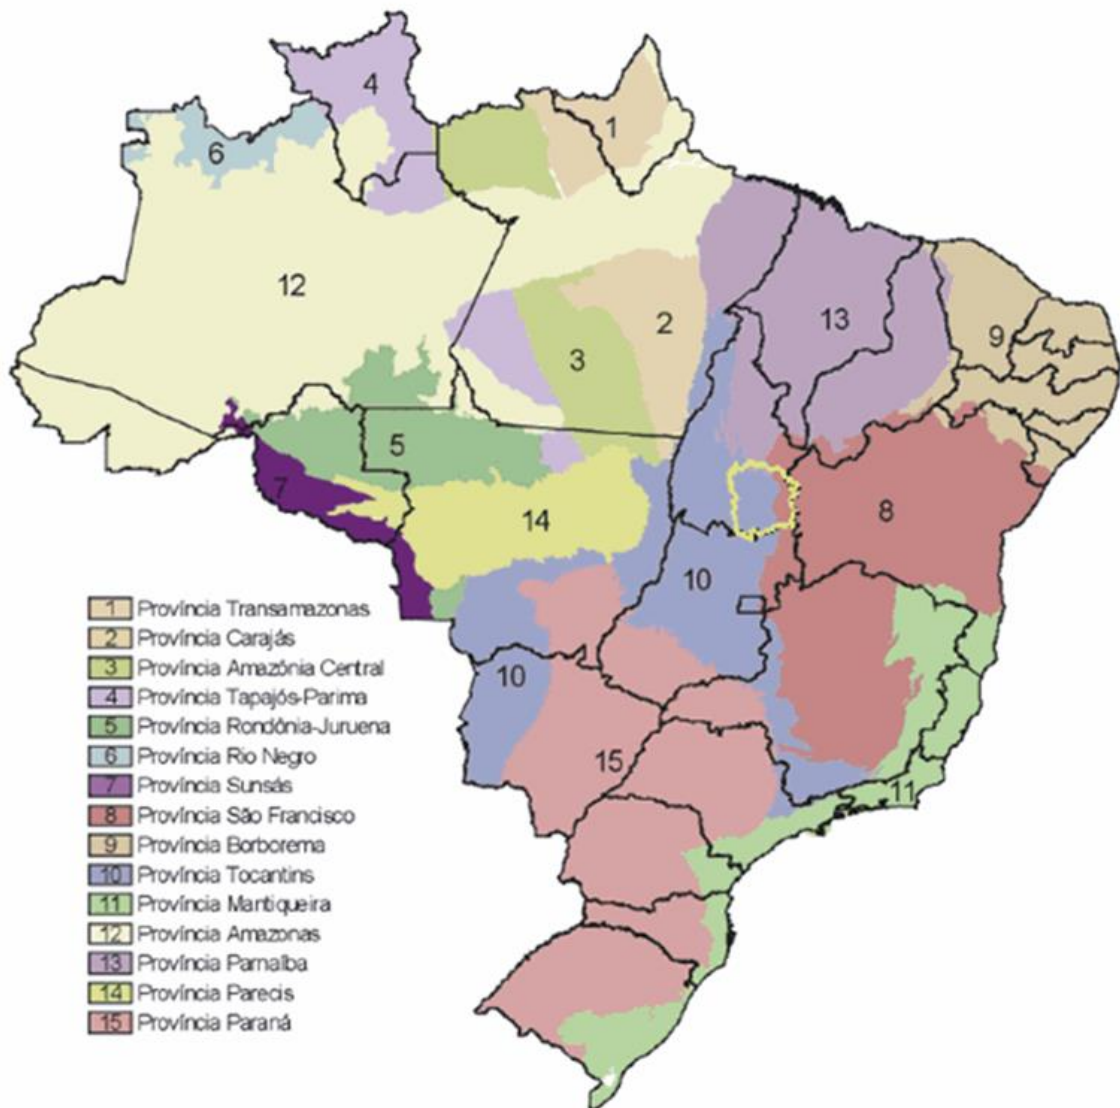 4
1
6
12
13
2
9
3
5
7
14
8
10
10
15
11
1 Província Transamazonas
2 Província Carajás
3 Província Amazônia Central
4 Província Tapajós-Parima
5 Província Rondônia-Juruena
6 Província Rio Negro
7 Província Sunsás
8 Província São Francisco
9 Província Borborema
10 Província Tocantins
11 Província Mantiqueira
12 Província Amazonas
13 Província Parnaíba
14 Província Parecis
15 Província Paraná